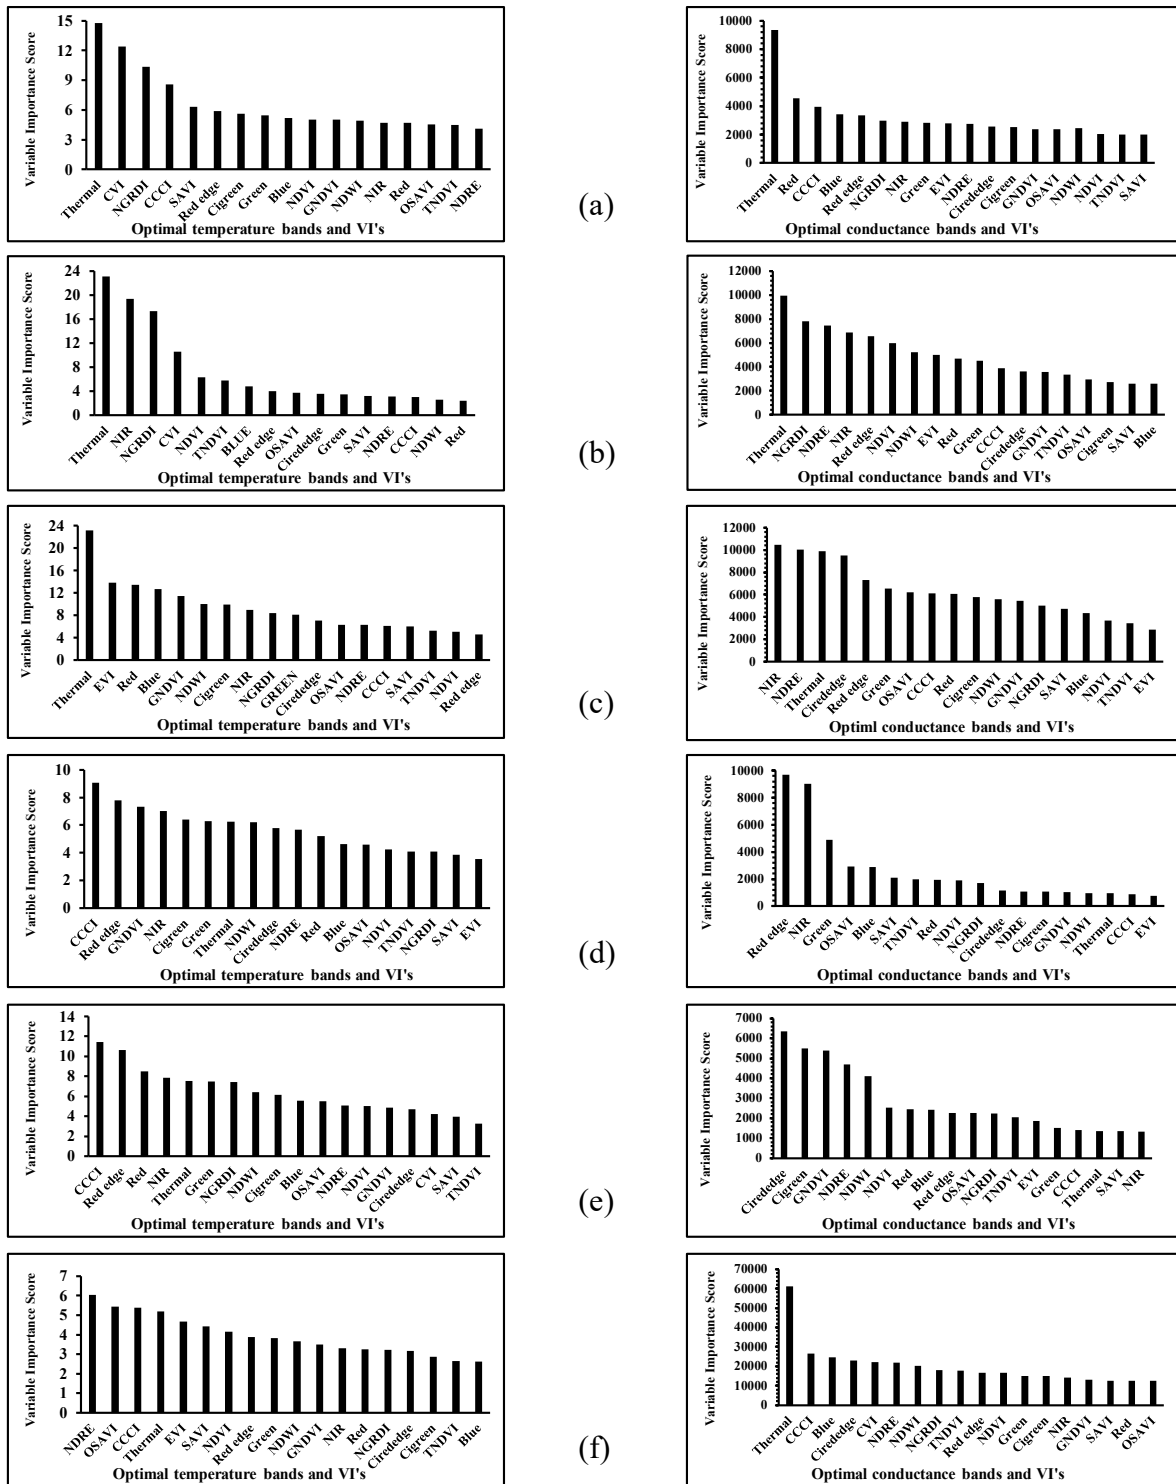 Variable Importance Score
15
12
9
6
3
0
Thermal CVI NGRDI CCCI SAVI Red edge Cigreen Green Blue NDVI GNDVI NDWI NIR Red OSAVI TNDVI NDRE
Optimal temperature bands and VI's
(a)
Variable Importance Score
10000
8000
6000
4000
2000
0
Thermal Red CCCI Blue Red edge NGRDI NIR Green EVI NDRE Cirededge Cigreen GNDVI OSAVI NDWI NDVI TNDVI SAVI
Optimal conductance bands and VI's
Variable Importance Score
24
20
16
12
8
4
0
Thermal NIR NGRDI CVI NDVI TNDVI BLUE Red edge OSAVI Cirededge Green SAVI NDRE CCCI NDWI Red
Optimal temperature bands and VI's
(b)
Variable Importance Score
12000
10000
8000
6000
4000
2000
0
Thermal NGRDI NDRE NIR Red edge NDVI NDWI EVI Red Green CCCI Cirededge GNDVI TNDVI OSAVI Cigreen SAVI Blue
Optimal conductance bands and VI's
Variable Importance Score
24
20
16
12
8
4
0
Thermal EVI Red Blue GNDVI NDWI Cigreen NIR NGRDI GREEN Cirededge OSAVI NDRE CCCI SAVI TNDVI NDVI Red edge
Optimal temperature bands and VI's
(c)
Variable Importance Score
12000
10000
8000
6000
4000
2000
0
NIR NDRE Thermal Cirededge Red edge Green OSAVI CCCI Red Cigreen NDWI GNDVI NGRDI SAVI Blue NDVI TNDVI EVI
Optiml conductance bands and VI's
Varible Importance Score
10
8
6
4
2
0
CCCI Red edge GNDVI NIR Cigreen Green Thermal NDWI Cirededge NDRE Red Blue OSAVI NDVI TNDVI NGRDI SAVI EVI
Optimal temperature bands and VI's
(d)
Variable Importance Score
10000
8000
6000
4000
2000
0
Red edge NIR Green OSAVI Blue SAVI TNDVI Red NDVI NGRDI Cirededge NDRE Cigreen GNDVI NDWI Thermal CCCI EVI
Optimal conductance bands and VI's
Variable Importance Score
14
12
10
8
6
4
2
0
CCCI Red edge Red NIR Thermal Green NGRDI NDWI Cigreen Blue OSAVI NDRE NDVI GNDVI Cirededge CVI SAVI TNDVI
Optimal temperature bands and VI's
(e)
Variable Importance Score
7000
6000
5000
4000
3000
2000
1000
0
Cirededge Cigreen GNDVI NDRE NDWI NDVI Red Blue Red edge OSAVI NGRDI TNDVI EVI Green CCCI Thermal SAVI NIR
Optimal conductance bands and VI's
Variable Importance Score
7
6
5
4
3
2
1
0
NDRE OSAVI CCCI Thermal EVI SAVI NDVI Red edge Green NDWI GNDVI NIR Red NGRDI Cirededge Cigreen TNDVI Blue
Optimal temperature bands and VI's
(f)
Variable Importance Score
70000
60000
50000
40000
30000
20000
10000
0
Thermal CCCI Blue Cirededge CVI NDRE NDWI NGRDI TNDVI Red edge NDVI Green Cigreen NIR GNDVI SAVI Red OSAVI
Optimal conductance bands and VI's